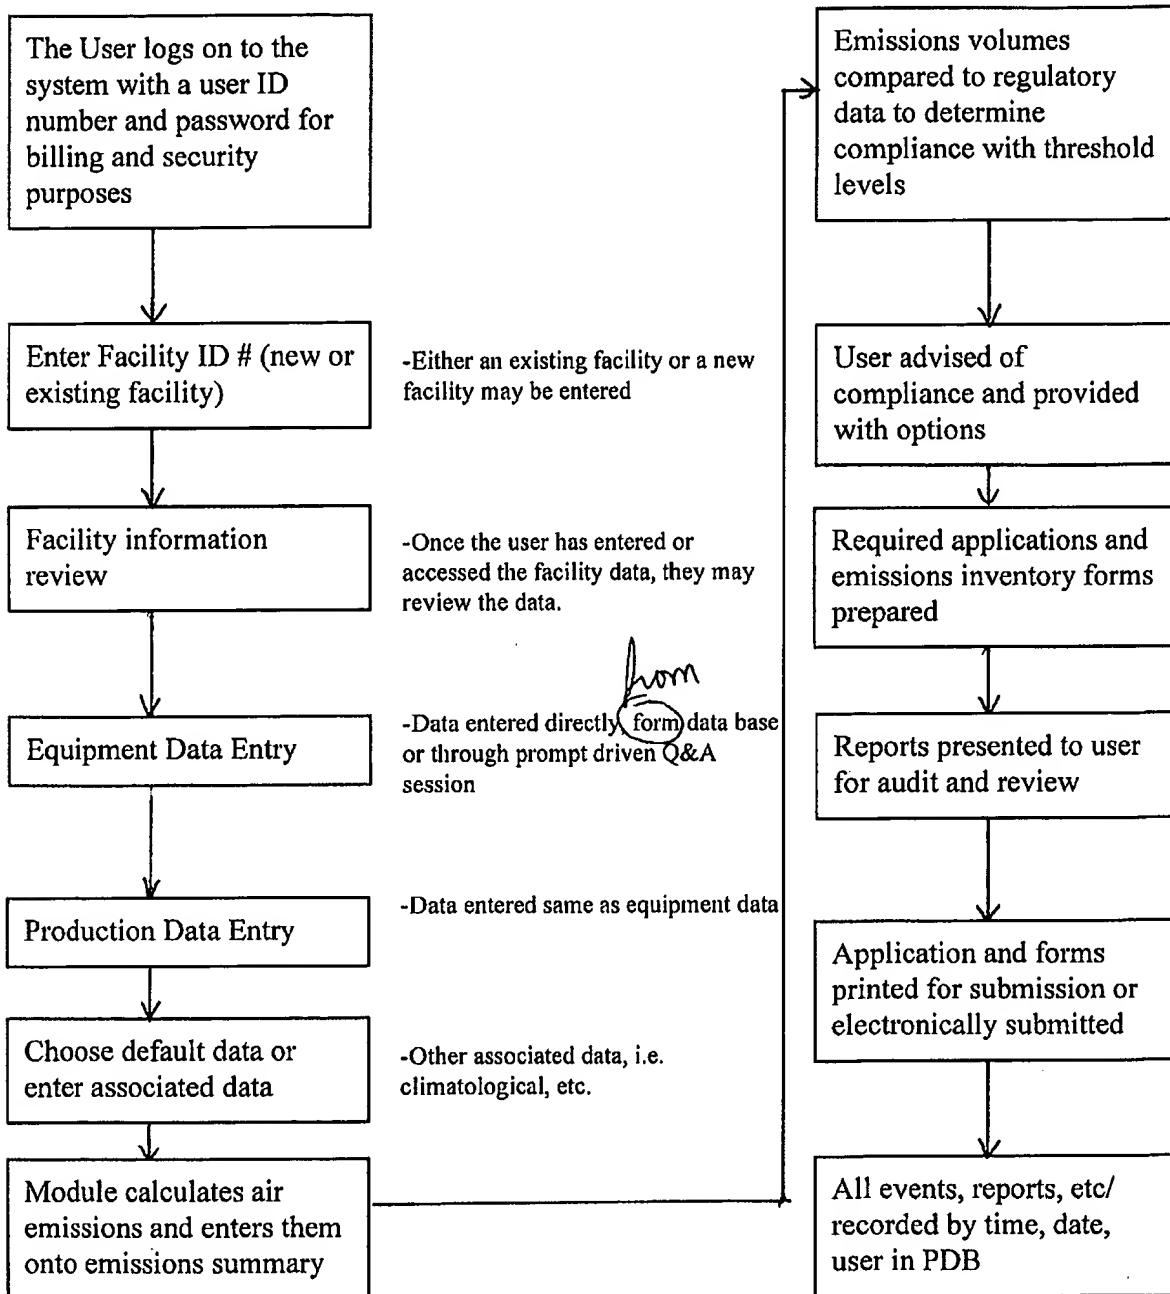 The User logs on to the
system with a user ID
number and password for
billing and security
purposes
Enter Facility ID # (new or
existing facility)
-Either an existing facility or a new
facility may be entered
Facility information
review
-Once the user has entered or
accessed the facility data, they may
review the data.
from
Equipment Data Entry
-Data entered directly form data base
or through prompt driven Q&A
session
Production Data Entry
-Data entered same as equipment data
Choose default data or
enter associated data
-Other associated data, i.e.
climatological, etc.
Module calculates air
emissions and enters them
onto emissions summary
Emissions volumes
compared to regulatory
data to determine
compliance with threshold
levels
User advised of
compliance and provided
with options
Required applications and
emissions inventory forms
prepared
Reports presented to user
for audit and review
Application and forms
printed for submission or
electronically submitted
All events, reports, etc/
recorded by time, date,
user in PDB